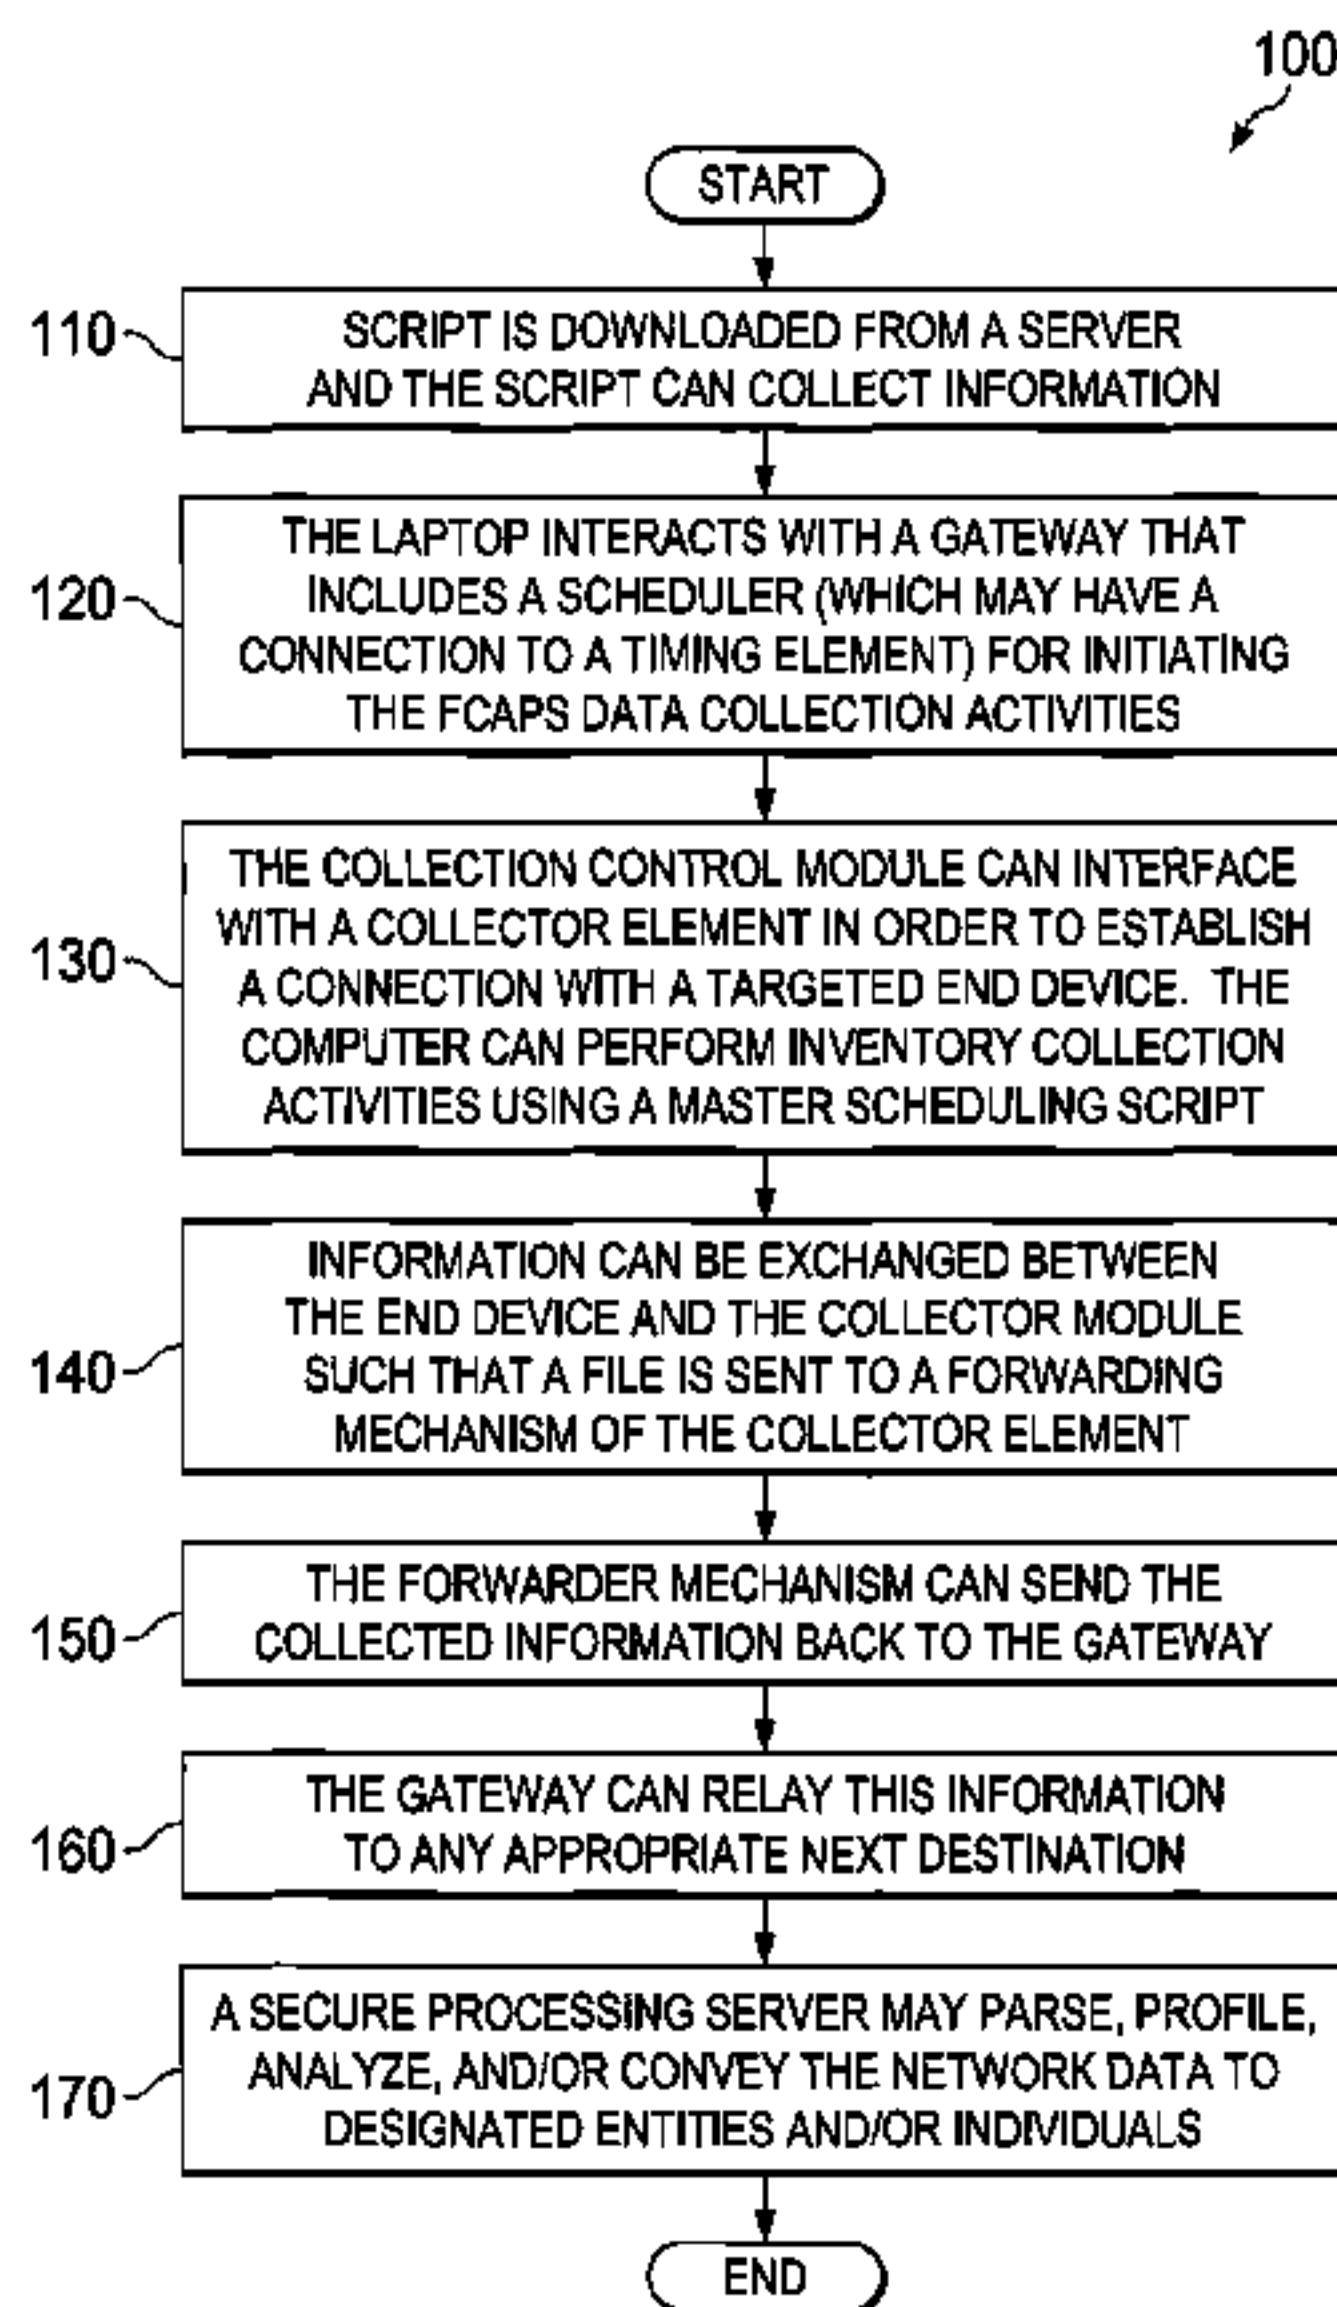 100
START
110
SCRIPT IS DOWNLOADED FROM A SERVER
AND THE SCRIPT CAN COLLECT INFORMATION
120
THE LAPTOP INTERACTS WITH A GATEWAY THAT
INCLUDES A SCHEDULER (WHICH MAY HAVE A
CONNECTION TO A TIMING ELEMENT) FOR INITIATING
THE FCAPS DATA COLLECTION ACTIVITIES
130
THE COLLECTION CONTROL MODULE CAN INTERFACE
WITH A COLLECTOR ELEMENT IN ORDER TO ESTABLISH
A CONNECTION WITH A TARGETED END DEVICE. THE
COMPUTER CAN PERFORM INVENTORY COLLECTION
ACTIVITIES USING A MASTER SCHEDULING SCRIPT
140
INFORMATION CAN BE EXCHANGED BETWEEN
THE END DEVICE AND THE COLLECTOR MODULE
SUCH THAT A FILE IS SENT TO A FORWARDING
MECHANISM OF THE COLLECTOR ELEMENT
150
THE FORWARDER MECHANISM CAN SEND THE
COLLECTED INFORMATION BACK TO THE GATEWAY
160
THE GATEWAY CAN RELAY THIS INFORMATION
TO ANY APPROPRIATE NEXT DESTINATION
170
A SECURE PROCESSING SERVER MAY PARSE, PROFILE,
ANALYZE, AND/OR CONVEY THE NETWORK DATA TO
DESIGNATED ENTITIES AND/OR INDIVIDUALS
END